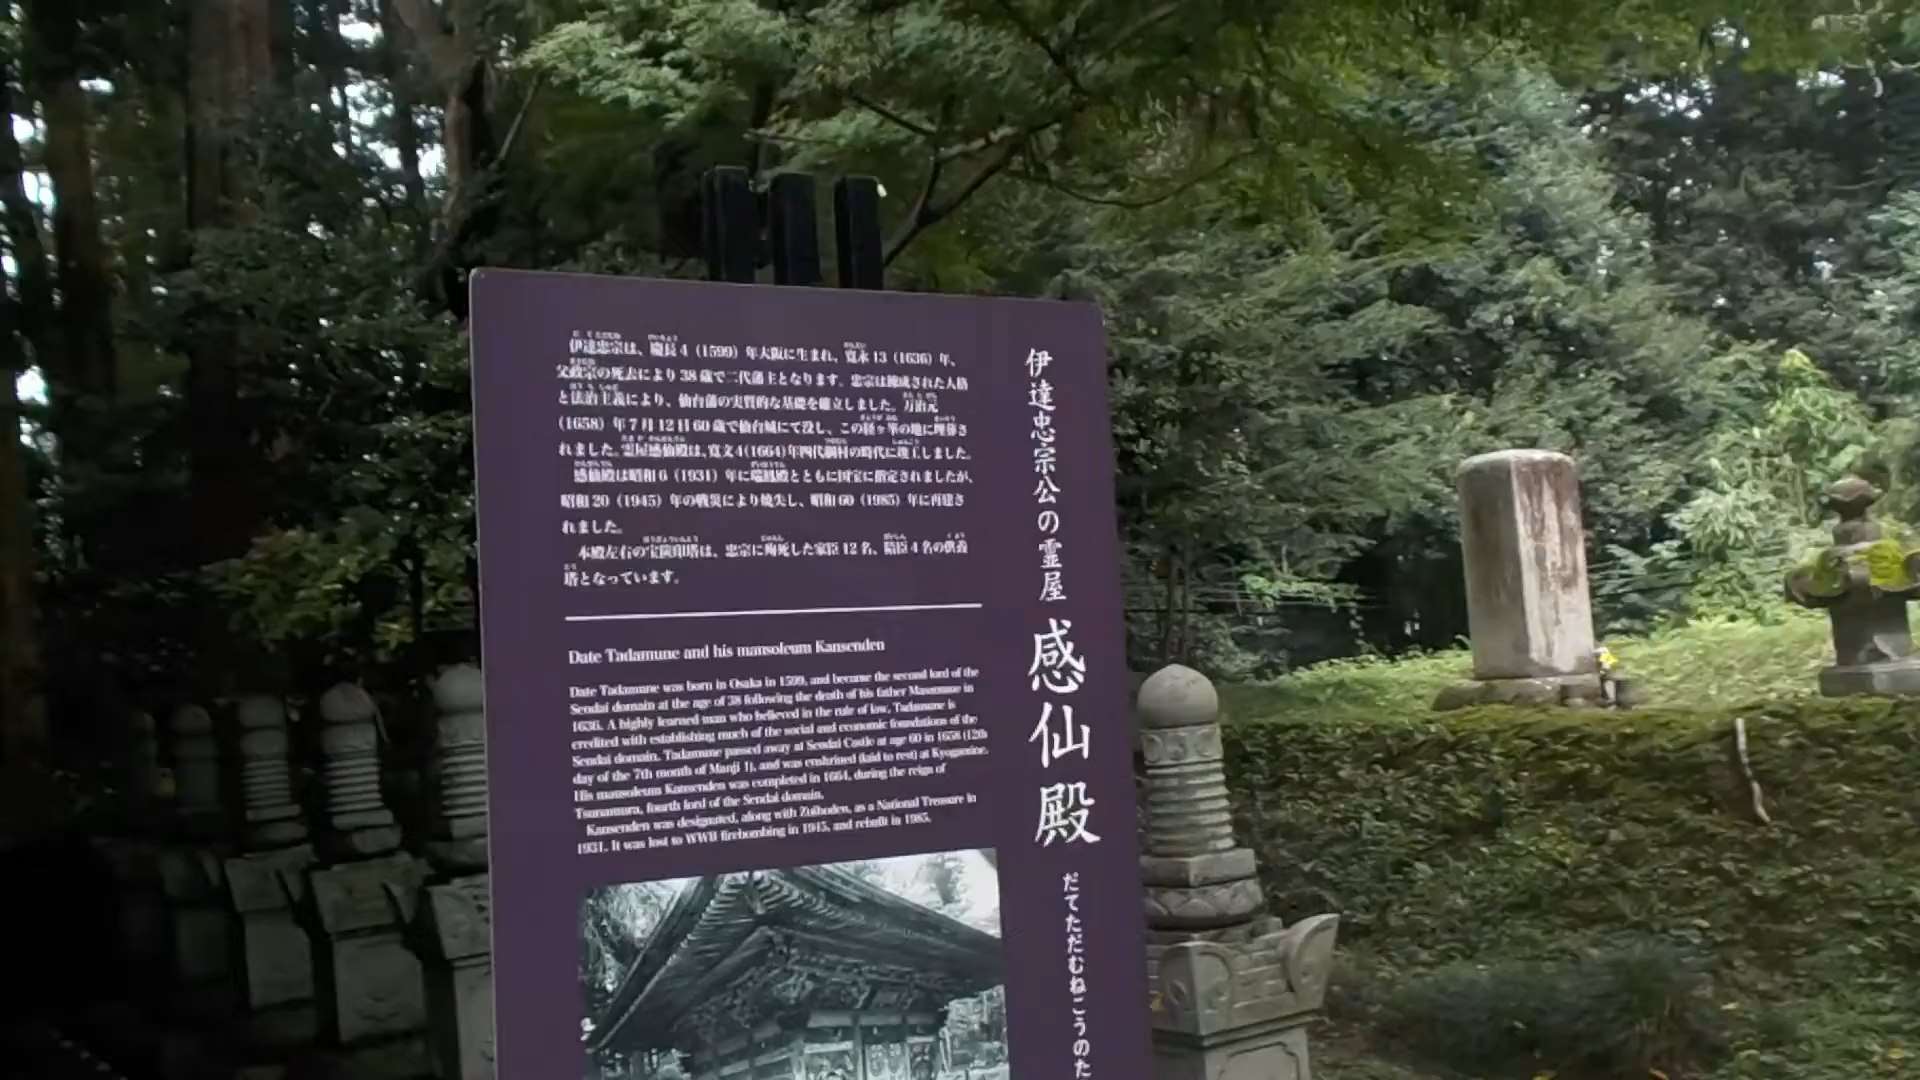 伊達忠宗公の霊屋 感仙殿
だてただむねこうのた
伊達忠宗は、慶長4（1599）年大阪に生まれ、寛永13（1636）年、
父政宗の死去により38歳で二代藩主となります。忠宗は錬成された人格
と法治主義により、仙台藩の実質的な基礎を確立しました。万治元
（1658）年7月12日60歳で仙台城にて没し、この経ヶ峯の地に埋葬さ
れました。霊屋感仙殿は、寛文4(1664)年四代綱村の時代に竣工しました。
感仙殿は昭和6（1931）年に瑞鳳殿とともに国宝に指定されましたが、
昭和20（1945）年の戦災により焼失し、昭和60（1985）年に再建さ
れました。
本殿左右の宝篋印塔は、忠宗に殉死した家臣12名、陪臣4名の供養
塔となっています。
Date Tadamune and his mausoleum Kansenden
Date Tadamune was born in Osaka in 1599, and became the second lord of the
Sendai domain at the age of 38 following the death of his father Masamune in
1636. A highly learned man who believed in the rule of law, Tadamune is
credited with establishing much of the social and economic foundations of the
Sendai domain. Tadamune passed away at Sendai Castle at age 60 in 1658 (12th
day of the 7th month of Manji 1), and was enshrined (laid to rest) at Kyogamine.
His mausoleum Kansenden was completed in 1664, during the reign of
Tsunamura, fourth lord of the Sendai domain.
Kansenden was designated, along with Zuihoden, as a National Treasure in
1931. It was lost to WWII firebombing in 1945, and rebuilt in 1985.